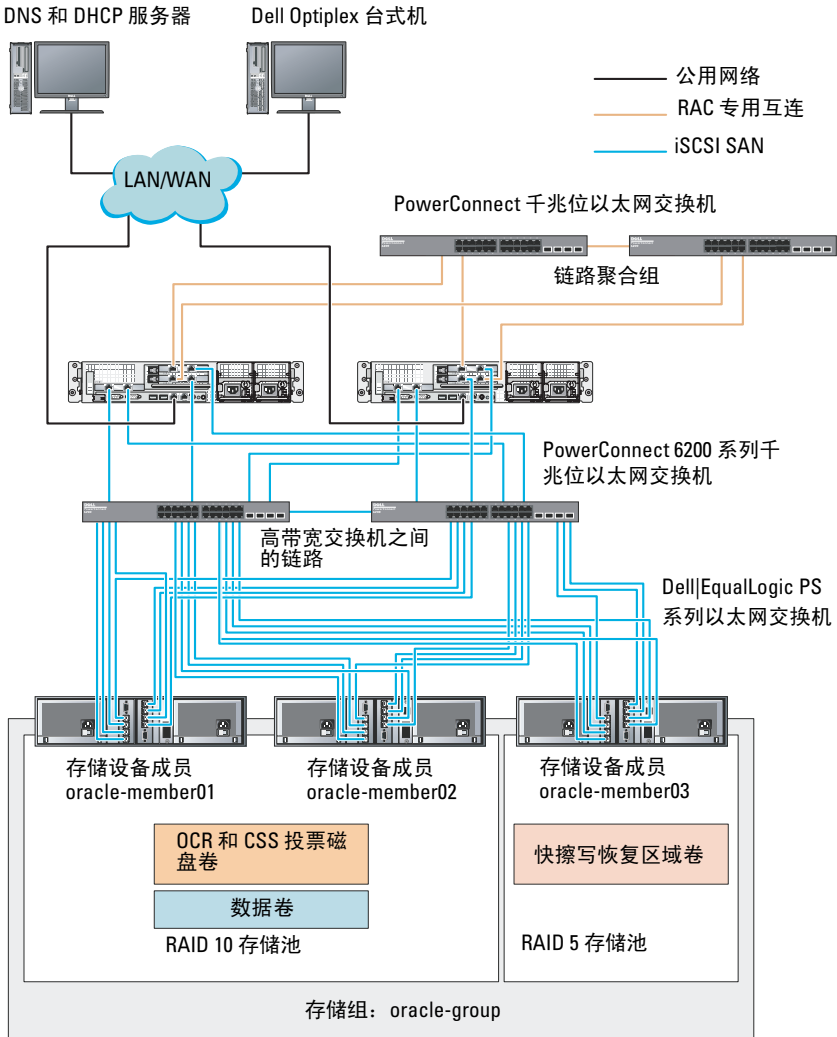 DNS 和 DHCP 服务器
Dell Optiplex 台式机
公用网络
RAC 专用互连
iSCSI SAN
LAN/WAN
PowerConnect 千兆位以太网交换机
链路聚合组
PowerConnect 6200 系列千
兆位以太网交换机
高带宽交换机之间
的链路
Dell|EqualLogic PS
系列以太网交换机
存储设备成员
oracle-member01
存储设备成员
oracle-member02
存储设备成员
oracle-member03
OCR 和 CSS 投票磁
盘卷
快擦写恢复区域卷
数据卷
RAID 10 存储池
RAID 5 存储池
存储组：oracle-group